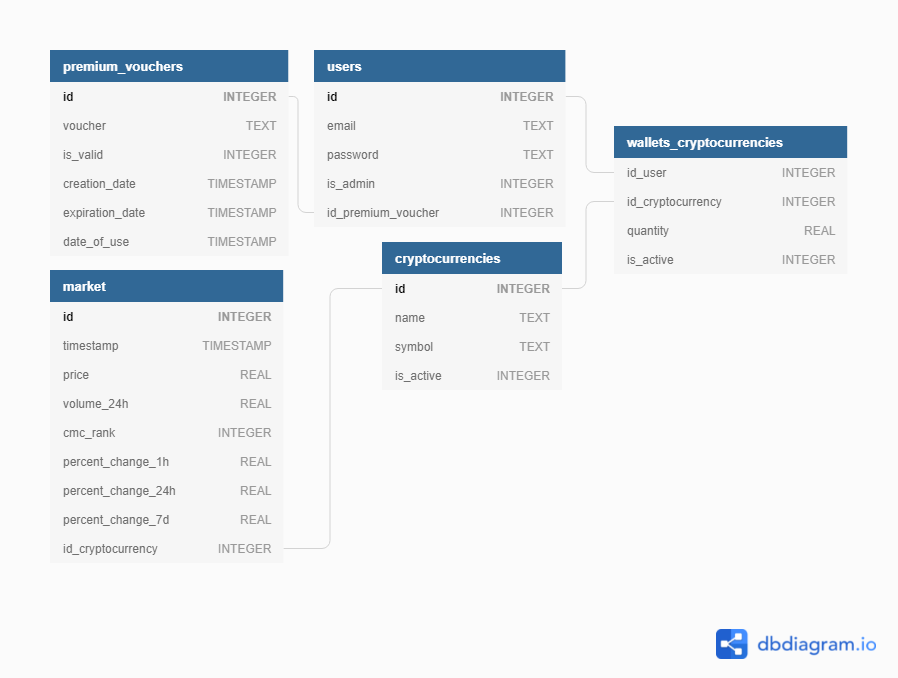 premium_vouchers
id INTEGER
voucher TEXT
is_valid INTEGER
creation_date TIMESTAMP
expiration_date TIMESTAMP
date_of_use TIMESTAMP
users
id INTEGER
email TEXT
password TEXT
is_admin INTEGER
id_premium_voucher INTEGER
wallets_cryptocurrencies
id_user INTEGER
id_cryptocurrency INTEGER
quantity REAL
is_active INTEGER
cryptocurrencies
id INTEGER
name TEXT
symbol TEXT
is_active INTEGER
market
id INTEGER
timestamp TIMESTAMP
price REAL
volume_24h REAL
cmc_rank INTEGER
percent_change_1h REAL
percent_change_24h REAL
percent_change_7d REAL
id_cryptocurrency INTEGER
dbdiagram.io